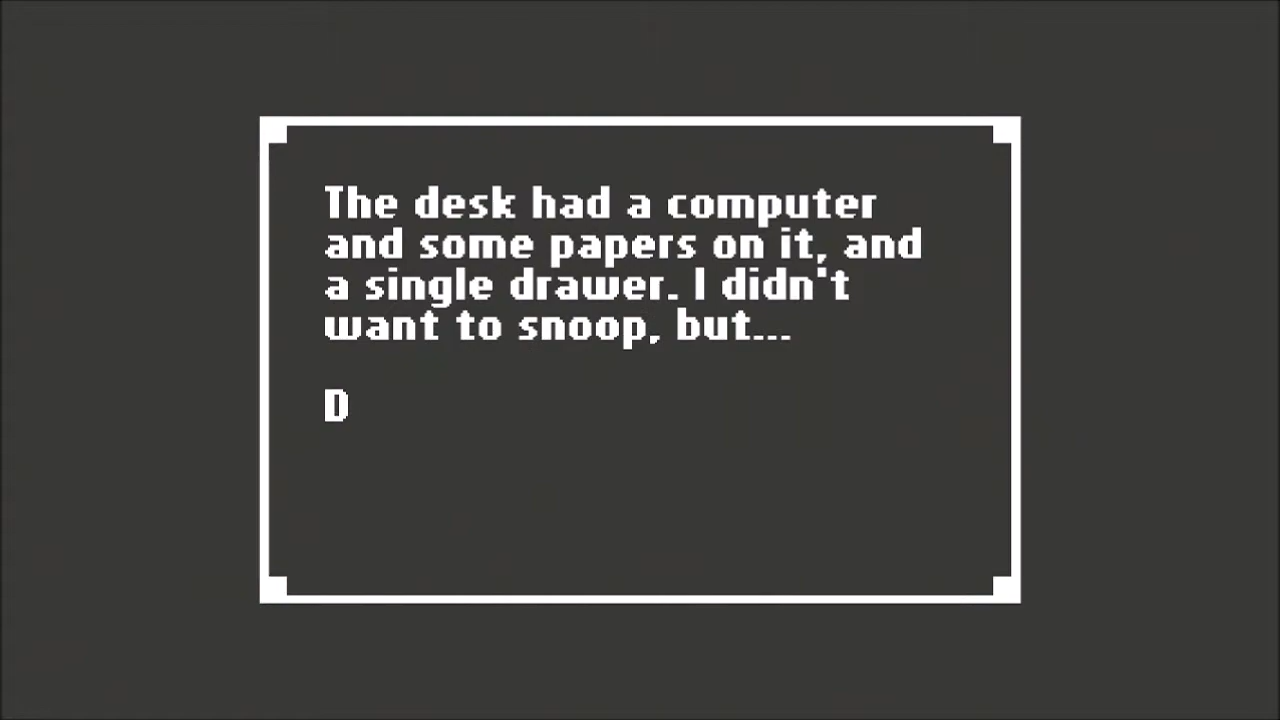 The desk had a computer
and some papers on it, and
a single drawer. I didn't
want to snoop, but...
D